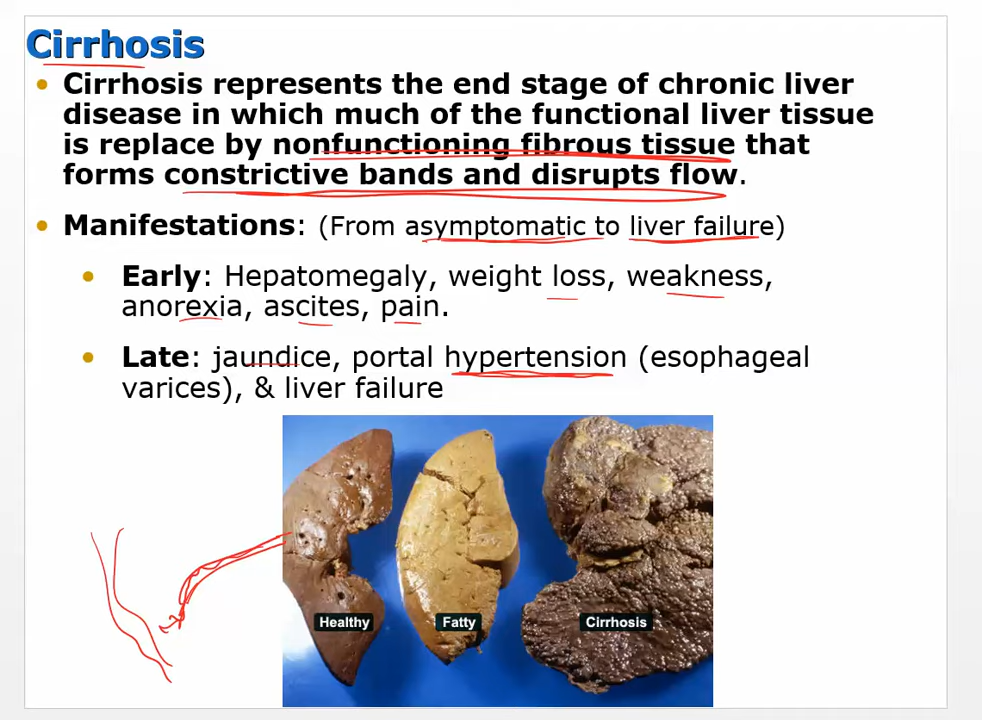 Cirrhosis
• Cirrhosis represents the end stage of chronic liver
disease in which much of the functional liver tissue
is replace by nonfunctioning fibrous tissue that
forms constrictive bands and disrupts flow.
• Manifestations: (From asymptomatic to liver failure)
• Early: Hepatomegaly, weight loss, weakness,
anorexia, ascites, pain.
• Late: jaundice, portal hypertension (esophageal
varices), & liver failure
Healthy
Fatty
Cirrhosis